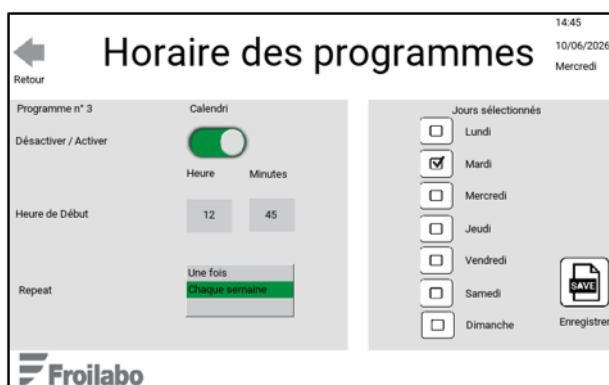 14:45
Horaire des programmes
10/06/2026
Mercredi
Retour
Programme n° 3
Calendri
Jours sélectionnés
Désactiver / Activer
Lundi
Mardi
Heure
Minutes
Mercredi
Heure de Début
12
45
Jeudi
Vendredi
Une fois
Repeat
Chaque semaine
Samedi
SAVE
Dimanche
Enregistrer
Froilabo